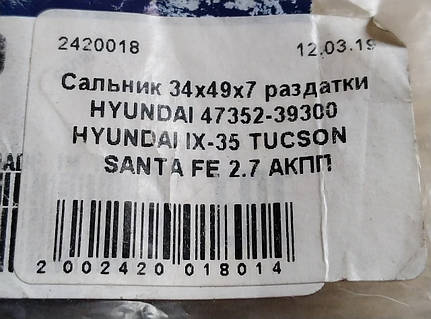 2420018 12.03.19
Сальник 34х49х7 раздатки
HYUNDAI 47352-39300
HYUNDAI IX-35 TUCSON
SANTA FE 2.7 АКПП
2 002420 018014